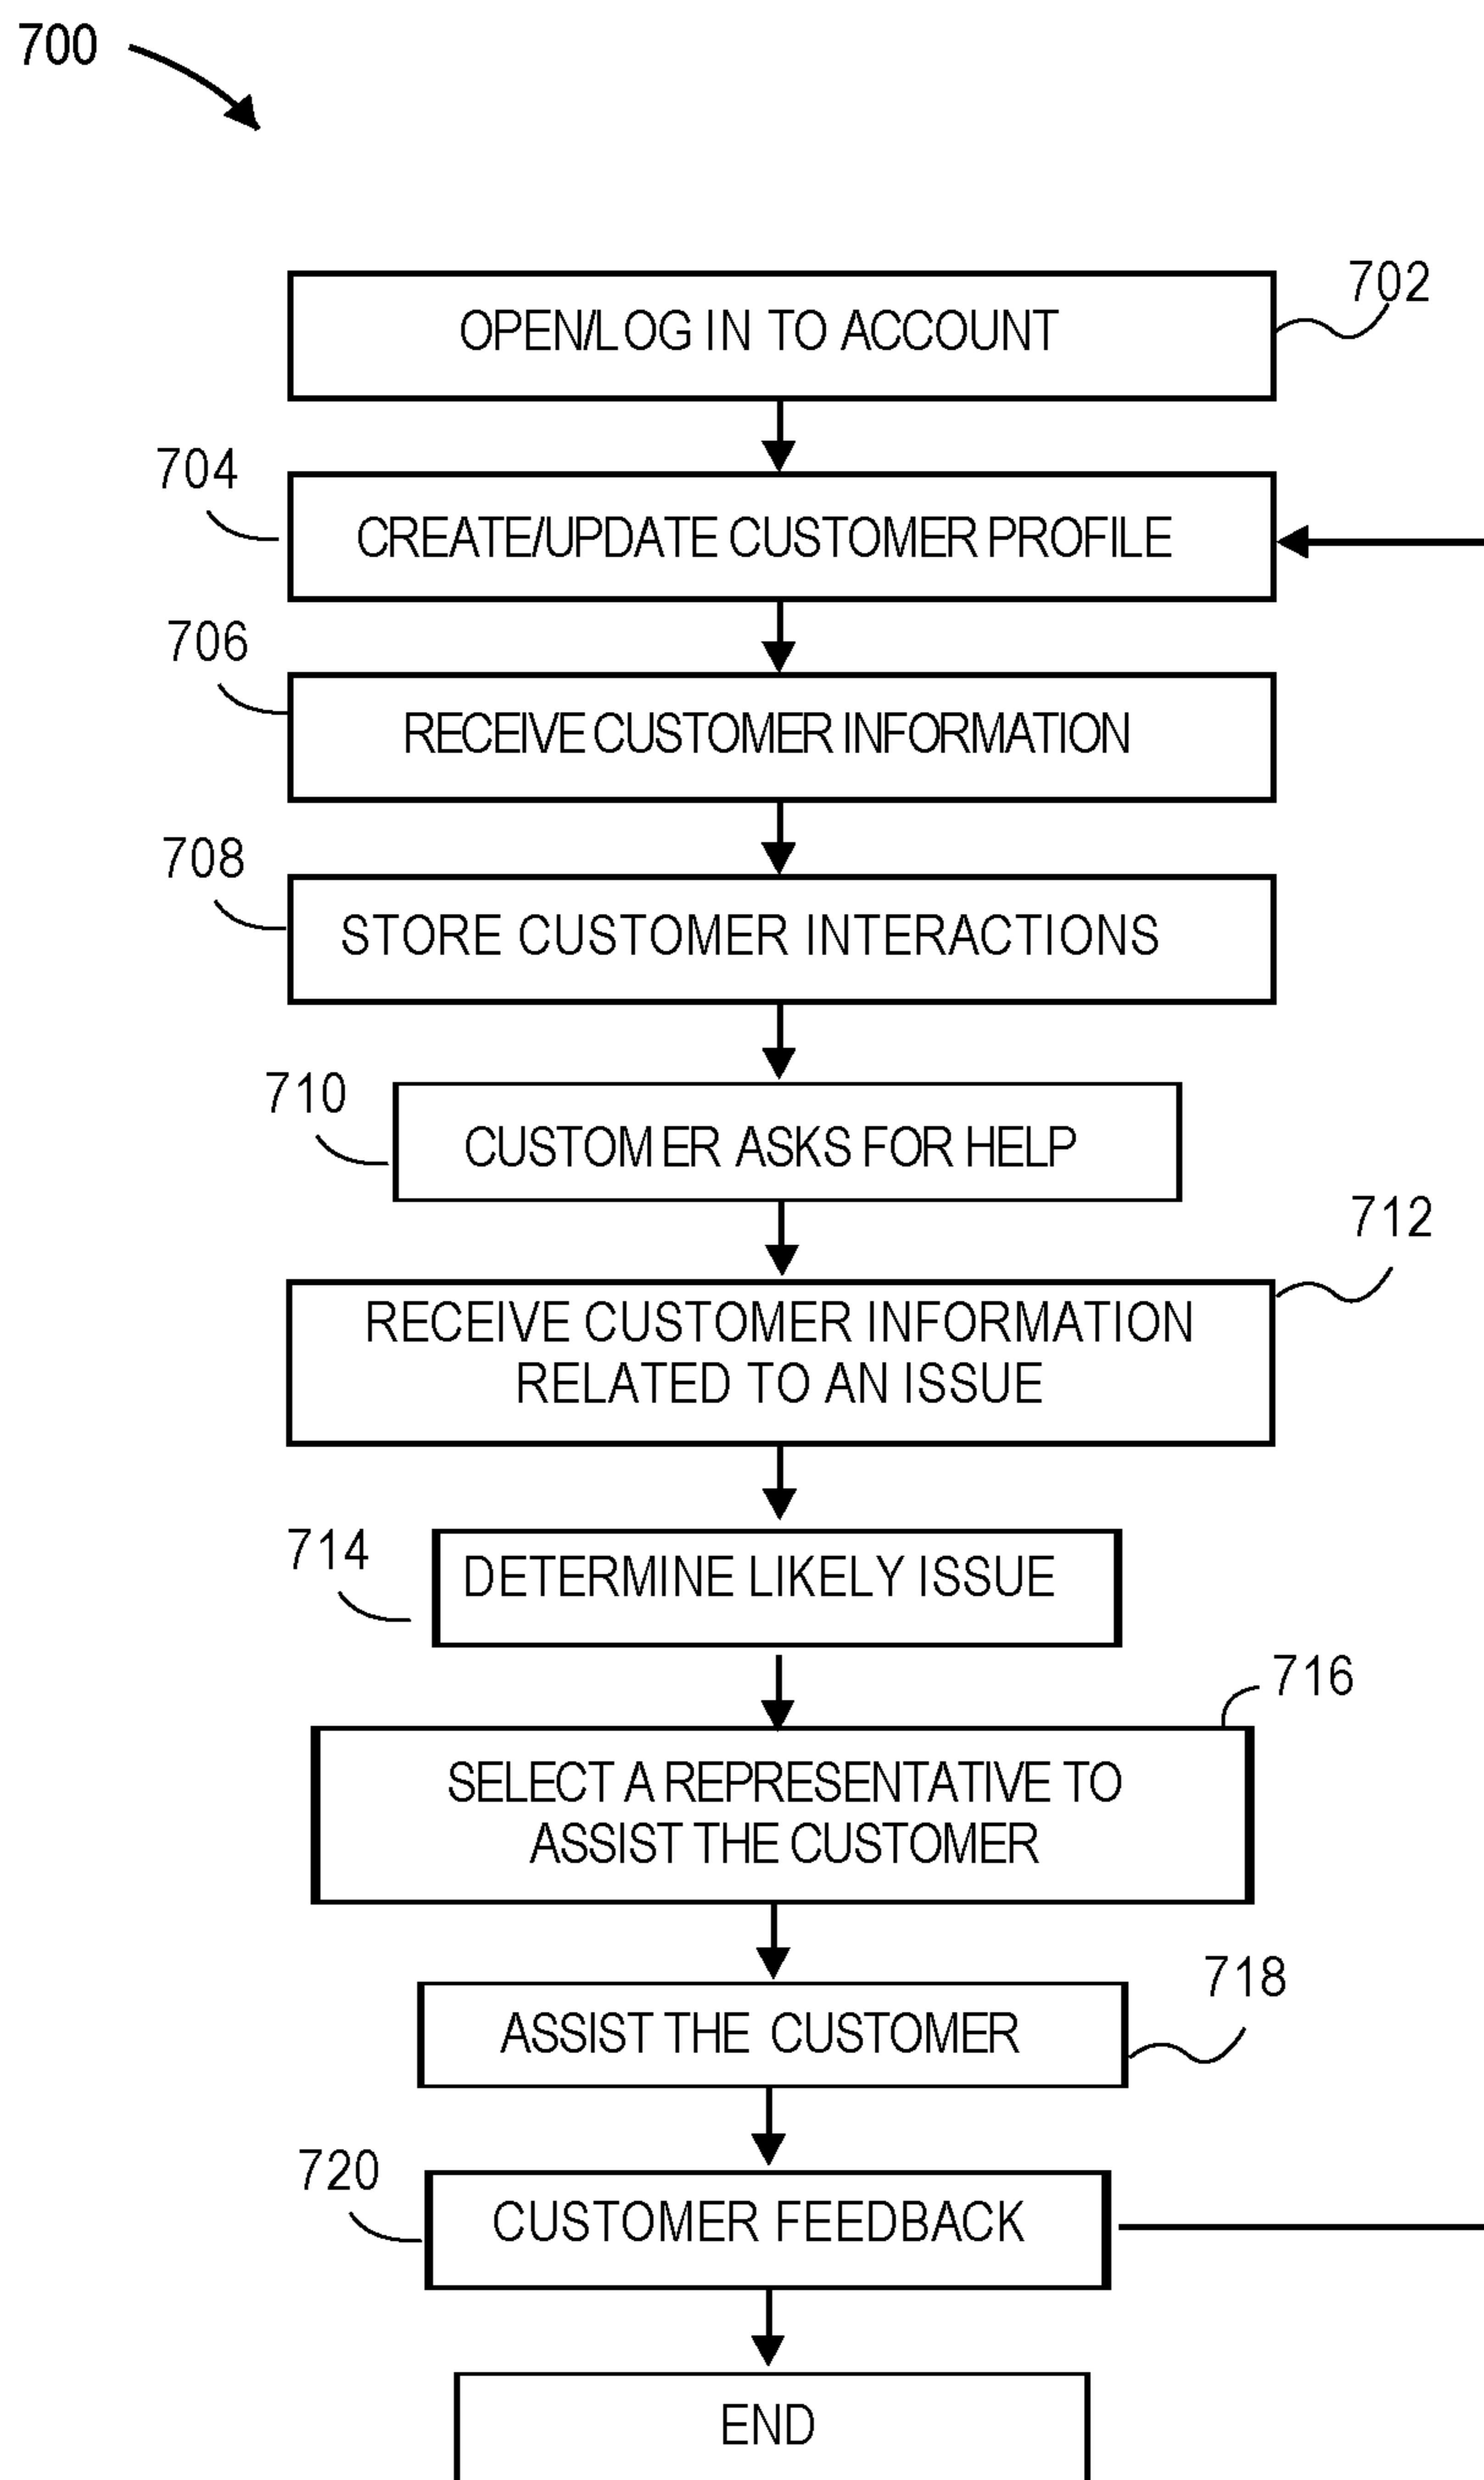 700
702
OPEN/LOG IN TO ACCOUNT
704
CREATE/UPDATE CUSTOMER PROFILE
706
RECEIVE CUSTOMER INFORMATION
708
STORE CUSTOMER INTERACTIONS
710
CUSTOMER ASKS FOR HELP
712
RECEIVE CUSTOMER INFORMATION
RELATED TO AN ISSUE
714
DETERMINE LIKELY ISSUE
716
SELECT A REPRESENTATIVE TO
ASSIST THE CUSTOMER
718
ASSIST THE CUSTOMER
720
CUSTOMER FEEDBACK
END